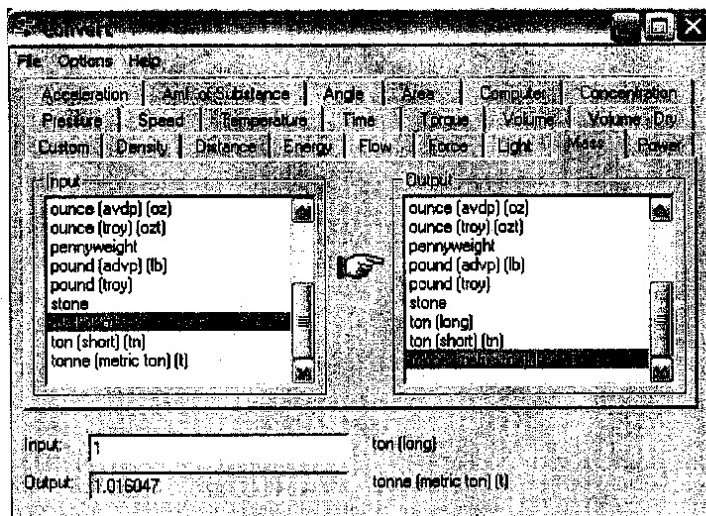 Convert
File Options Help
Acceleration Amt. of Substance Angle Area Computer Concentration
Pressure Speed Temperature Time Torque Volume Volume - Dry
Custom Density Distance Energy Flow Force Light Mass Power
Input Output
ounce (avdp) (oz) ounce (avdp) (oz)
ounce (troy) (ozt) ounce (troy) (ozt)
pennyweight pennyweight
pound (advp) (lb) pound (advp) (lb)
pound (troy) pound (troy)
stone stone
ton (long)
ton (short) (tn) ton (short) (tn)
tonne (metric ton) (t)
Input: 1 ton (long)
Output: 1.016047 tonne (metric ton) (t)